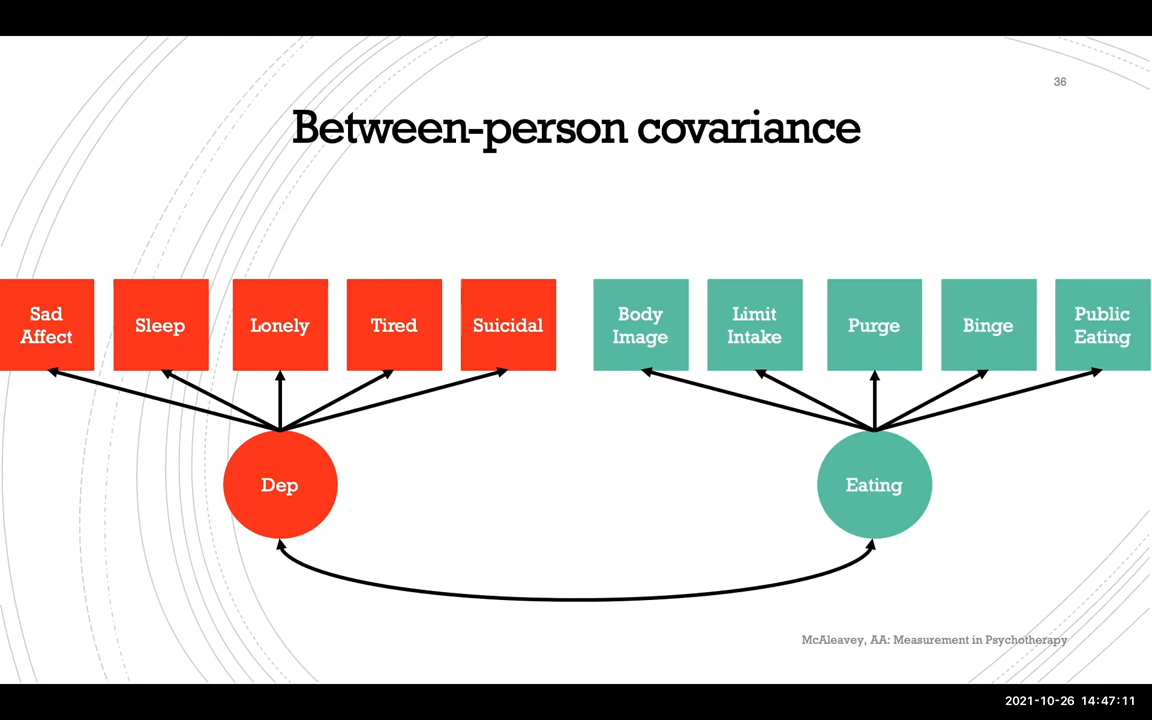 36
Between-person covariance
Sad
Affect
Sleep
Lonely
Tired
Suicidal
Body
Image
Limit
Intake
Purge
Binge
Public
Eating
Dep
Eating
McAleavey, AA: Measurement in Psychotherapy
2021-10-26 14:47:11